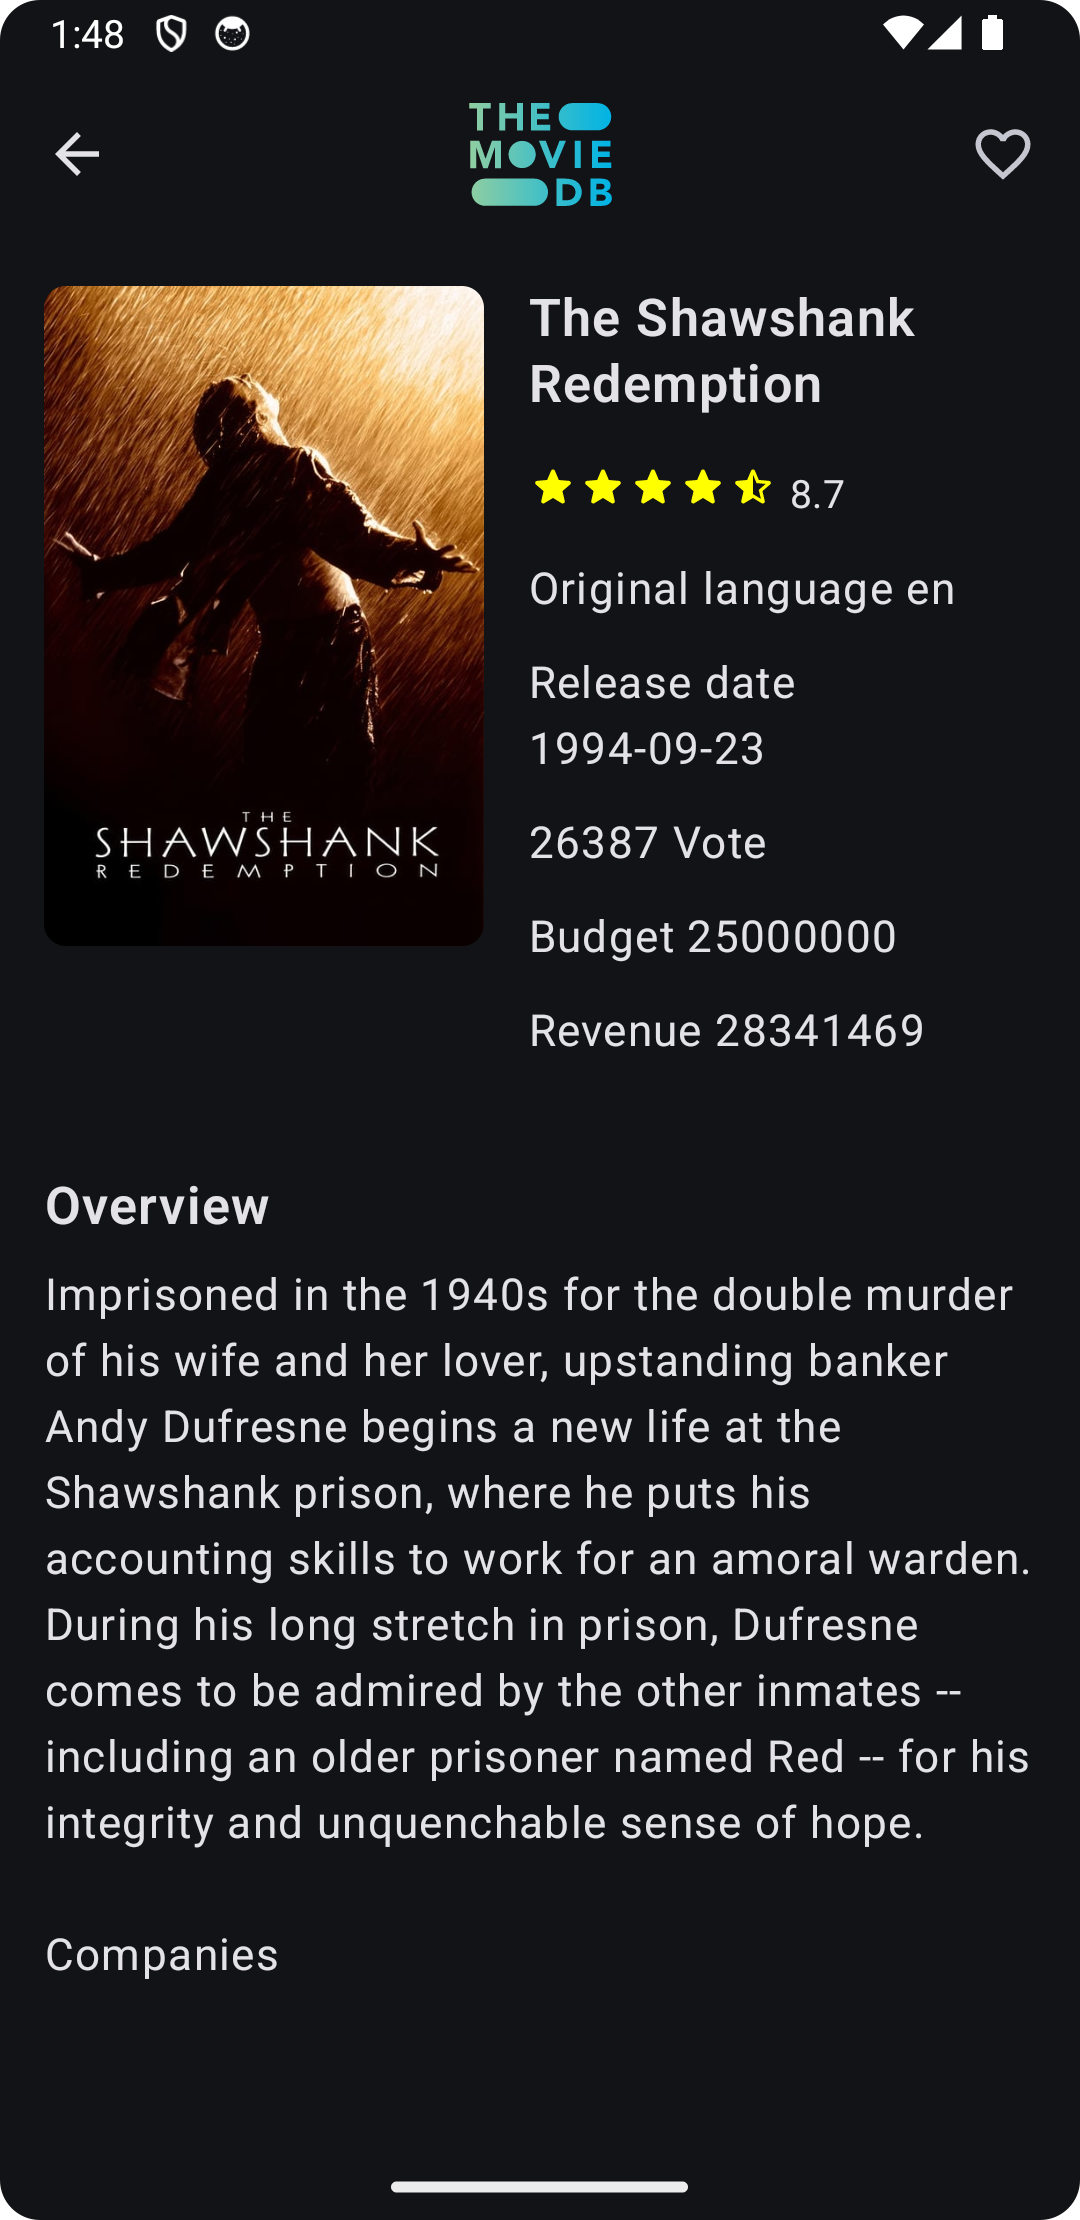 1:48
THE
MOVIE
DB
The Shawshank
Redemption
8.7
Original language en
Release date
1994-09-23
26387 Vote
Budget 25000000
Revenue 28341469
THE
SHAWSHANK
REDEMPTION
Overview
Imprisoned in the 1940s for the double murder
of his wife and her lover, upstanding banker
Andy Dufresne begins a new life at the
Shawshank prison, where he puts his
accounting skills to work for an amoral warden.
During his long stretch in prison, Dufresne
comes to be admired by the other inmates --
including an older prisoner named Red -- for his
integrity and unquenchable sense of hope.
Companies